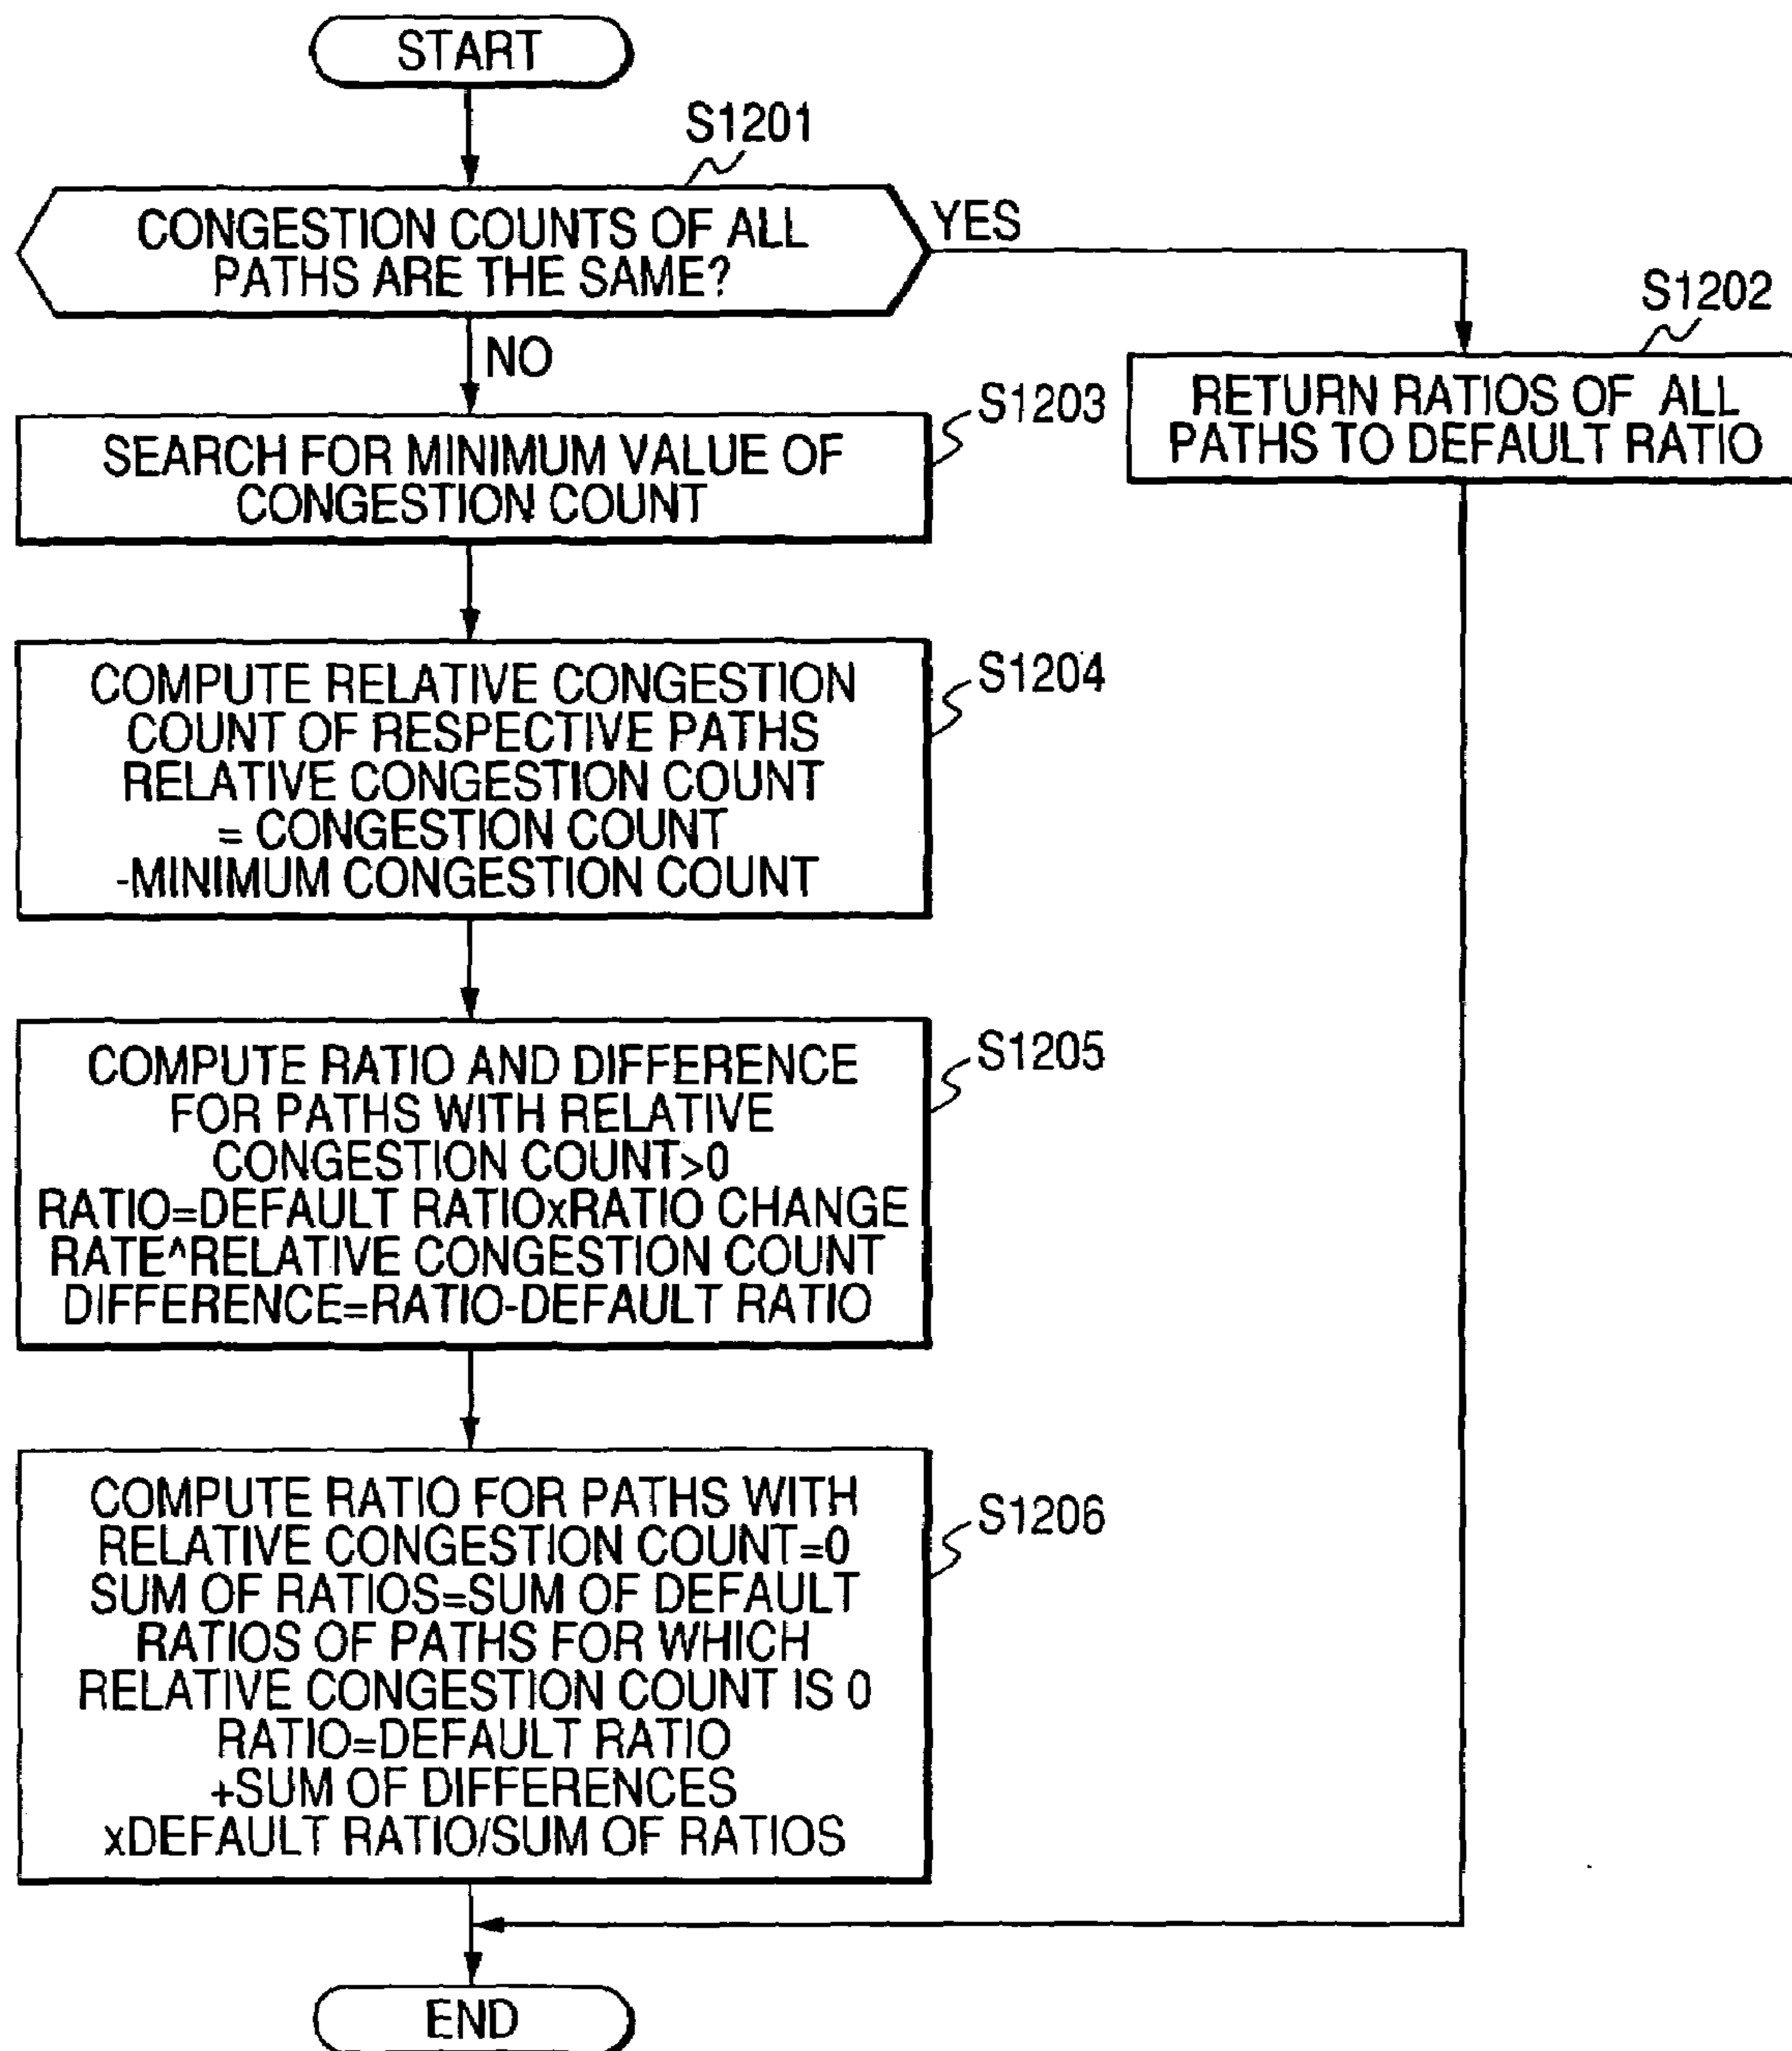 START
S1201
CONGESTION COUNTS OF ALL
PATHS ARE THE SAME?
YES
NO
S1202
RETURN RATIOS OF ALL
PATHS TO DEFAULT RATIO
S1203
SEARCH FOR MINIMUM VALUE OF
CONGESTION COUNT
S1204
COMPUTE RELATIVE CONGESTION
COUNT OF RESPECTIVE PATHS
RELATIVE CONGESTION COUNT
= CONGESTION COUNT
-MINIMUM CONGESTION COUNT
S1205
COMPUTE RATIO AND DIFFERENCE
FOR PATHS WITH RELATIVE
CONGESTION COUNT>0
RATIO=DEFAULT RATIOxRATIO CHANGE
RATE^RELATIVE CONGESTION COUNT
DIFFERENCE=RATIO-DEFAULT RATIO
S1206
COMPUTE RATIO FOR PATHS WITH
RELATIVE CONGESTION COUNT=0
SUM OF RATIOS=SUM OF DEFAULT
RATIOS OF PATHS FOR WHICH
RELATIVE CONGESTION COUNT IS 0
RATIO=DEFAULT RATIO
+SUM OF DIFFERENCES
xDEFAULT RATIO/SUM OF RATIOS
END